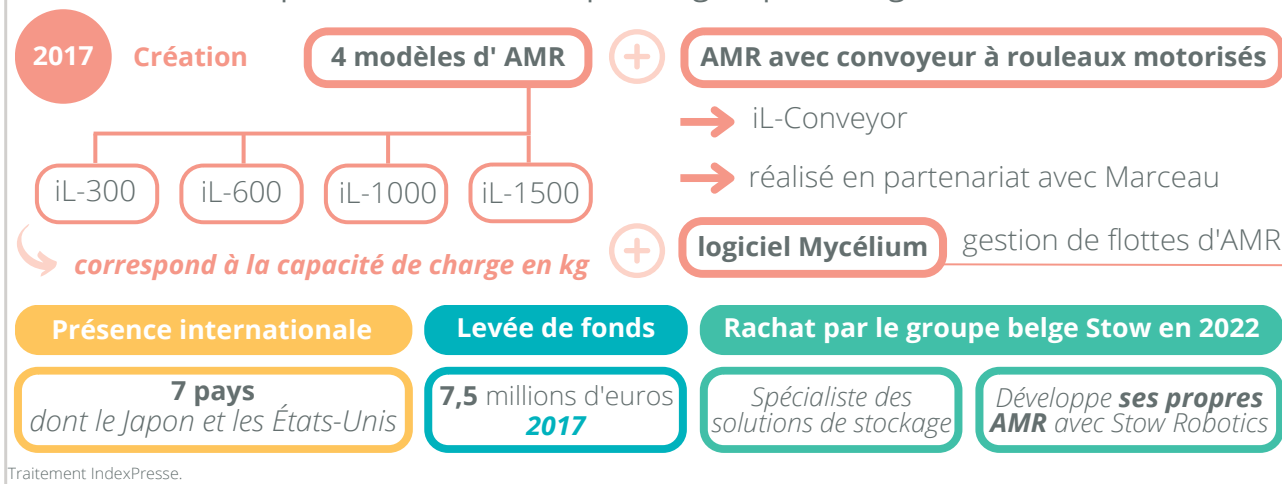 2017
Création
4 modèles d' AMR
AMR avec convoyeur à rouleaux motorisés
iL-Conveyor
réalisé en partenariat avec Marceau
iL-300
iL-600
iL-1000
iL-1500
correspond à la capacité de charge en kg
logiciel Mycélium
gestion de flottes d'AMR
Présence internationale
7 pays
dont le Japon et les États-Unis
Levée de fonds
7,5 millions d'euros
2017
Rachat par le groupe belge Stow en 2022
Spécialiste des
solutions de stockage
Développe ses propres
AMR avec Stow Robotics
Traitement IndexPresse.